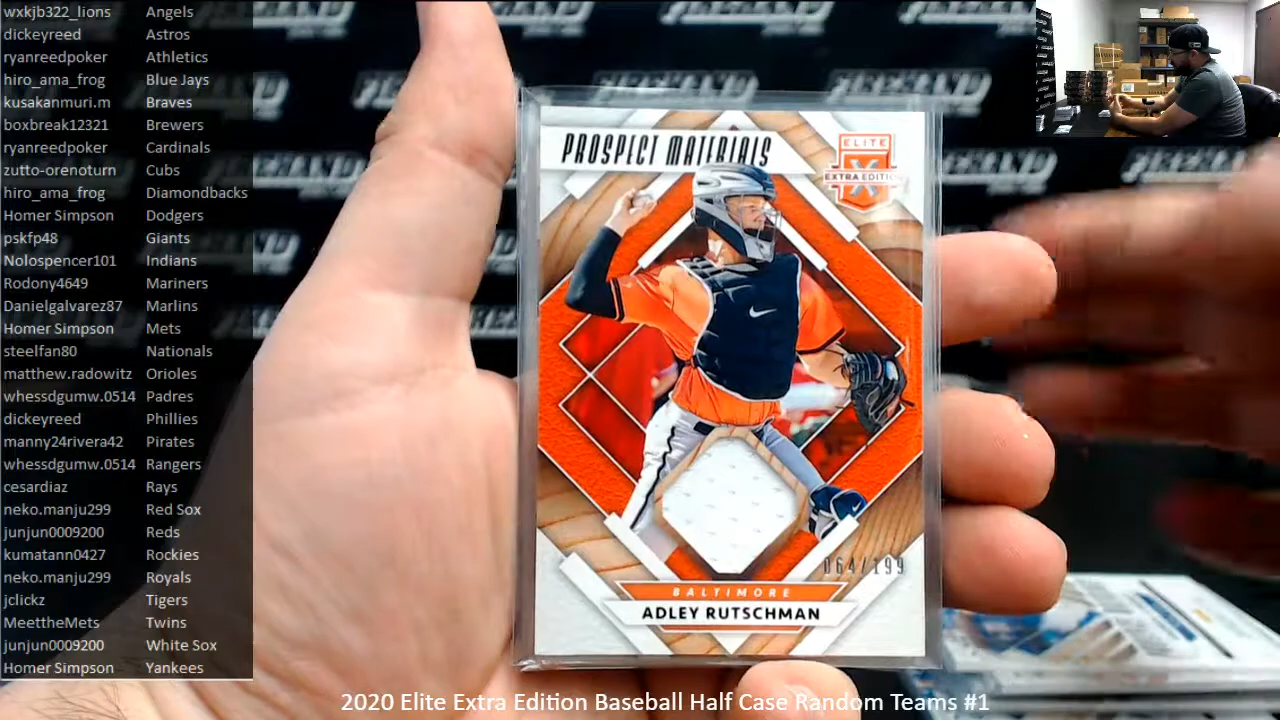 wxkjb322_lions Angels
dickeyreed Astros
ryanreedpoker Athletics
hiro_ama_frog Blue Jays
kusakanmuri.m Braves
boxbreak12321 Brewers
ryanreedpoker Cardinals
zutto-orenoturn Cubs
hiro_ama_frog Diamondbacks
Homer Simpson Dodgers
pskfp48 Giants
Nolospencer101 Indians
Rodony4649 Mariners
Danielgalvarez87 Marlins
Homer Simpson Mets
steelfan80 Nationals
matthew.radowitz Orioles
whessdgumw.0514 Padres
dickeyreed Phillies
manny24rivera42 Pirates
whessdgumw.0514 Rangers
cesardiaz Rays
neko.manju299 Red Sox
junjun0009200 Reds
kumatann0427 Rockies
neko.manju299 Royals
jclickz Tigers
MeettheMets Twins
junjun0009200 White Sox
Homer Simpson Yankees
PROSPECT MATERIALS
ELITE
EXTRA EDITION
064/199
BALTIMORE
ADLEY RUTSCHMAN
2020 Elite Extra Edition Baseball Half Case Random Teams #1